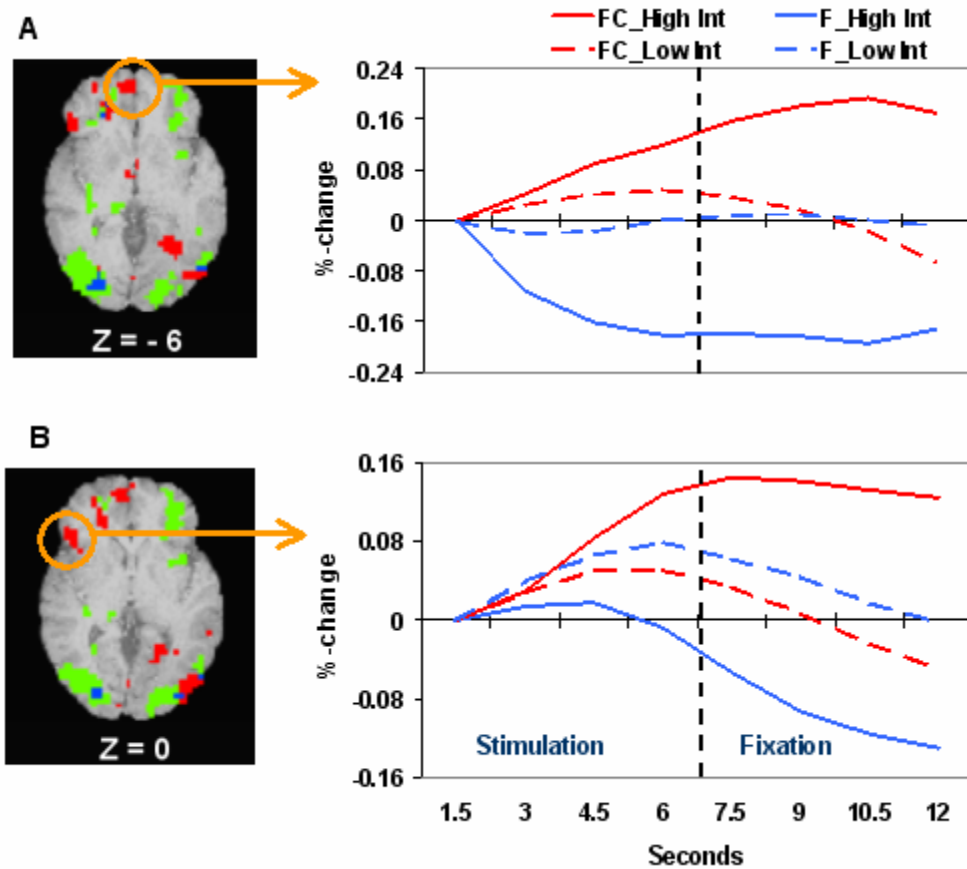 FC_High Int F_High Int
FC_Low Int F_Low Int
A
0.24
0.16
0.08
0
-0.08
-0.16
-0.24
%-change
Z = - 6
B
0.16
0.08
0
-0.08
-0.16
%-change
Z = 0
Stimulation Fixation
1.5 3 4.5 6 7.5 9 10.5 12
Seconds